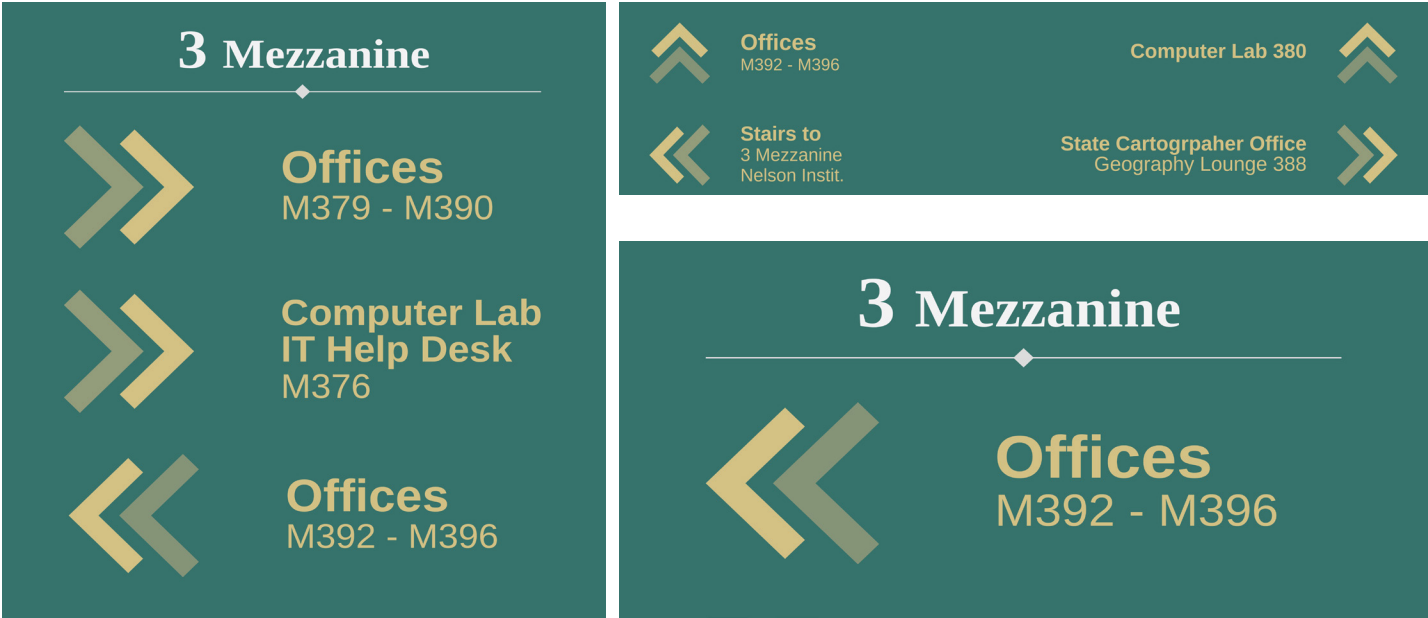 3 Mezzanine
Offices
M379 - M390
Computer Lab
IT Help Desk
M376
Offices
M392 - M396
Offices
M392 - M396
Computer Lab 380
Stairs to
3 Mezzanine
Nelson Instit.
State Cartogrpaher Office
Geography Lounge 388
3 Mezzanine
Offices
M392 - M396